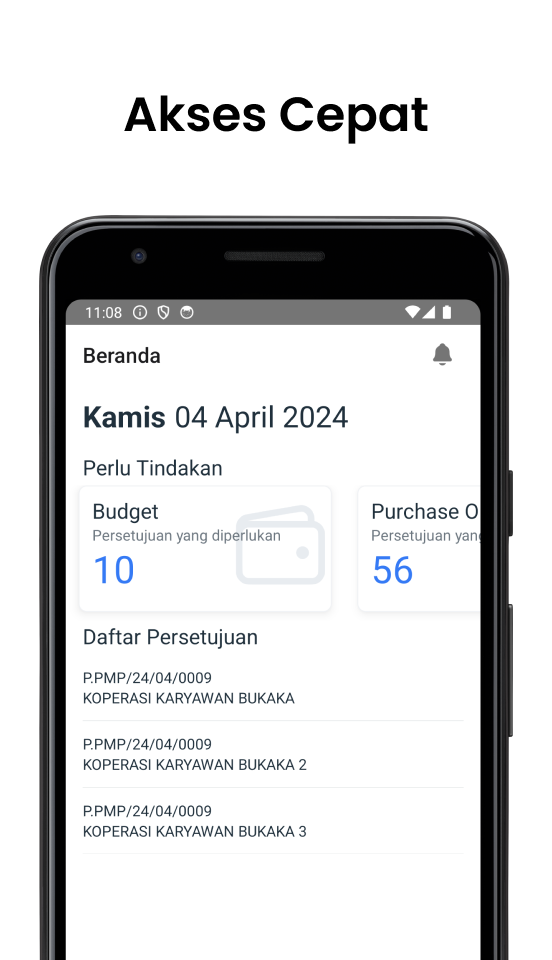 Akses Cepat
11:08
Beranda
Kamis 04 April 2024
Perlu Tindakan
Budget
Persetujuan yang diperlukan
10
Purchase O
Persetujuan yang
56
Daftar Persetujuan
P.PMP/24/04/0009
KOPERASI KARYAWAN BUKAKA
P.PMP/24/04/0009
KOPERASI KARYAWAN BUKAKA 2
P.PMP/24/04/0009
KOPERASI KARYAWAN BUKAKA 3